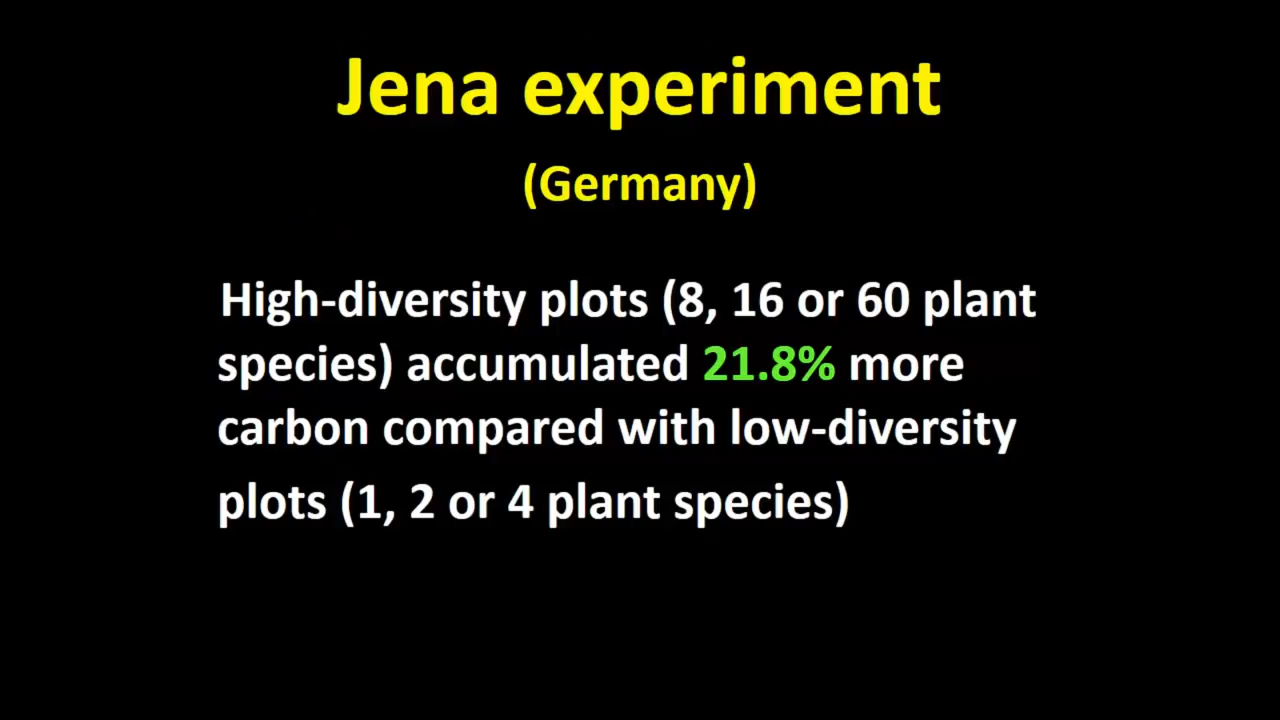 Jena experiment
(Germany)
High-diversity plots (8, 16 or 60 plant
species) accumulated 21.8% more
carbon compared with low-diversity
plots (1, 2 or 4 plant species)